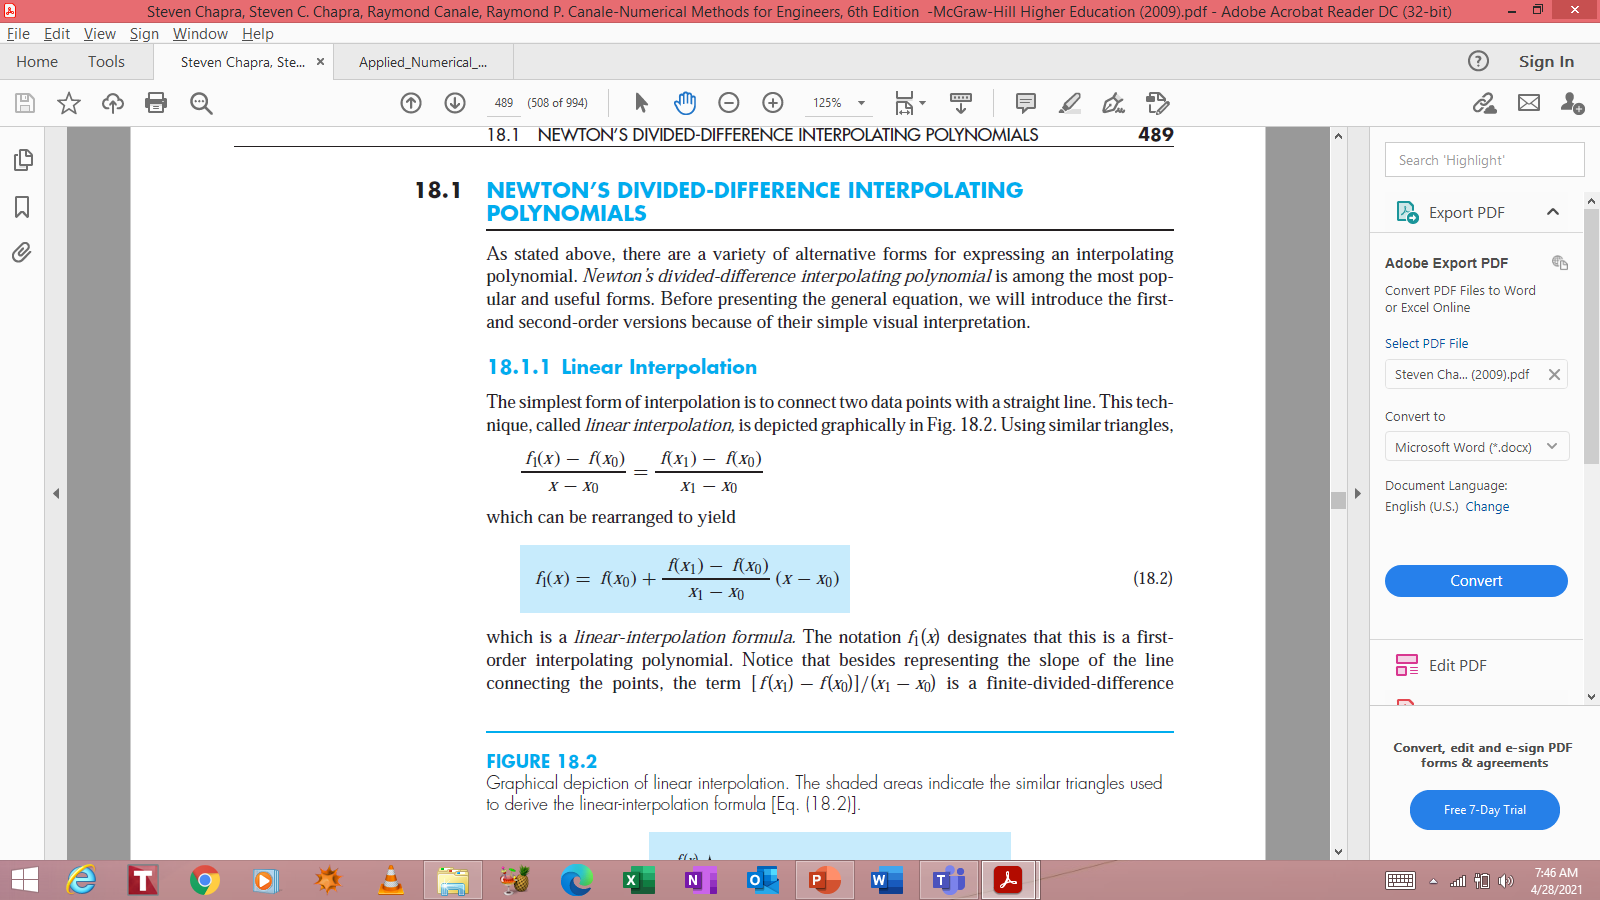 Steven Chapra, Steven C. Chapra, Raymond Canale, Raymond P. Canale-Numerical Methods for Engineers, 6th Edition -McGraw-Hill Higher Education (2009).pdf - Adobe Acrobat Reader DC (32-bit)
File Edit View Sign Window Help
Home Tools Steven Chapra, Ste... × Applied_Numerical_... ? Sign In
489 (508 of 994) 125%
18.1 NEWTON'S DIVIDED-DIFFERENCE INTERPOLATING POLYNOMIALS 489
18.1 NEWTON'S DIVIDED-DIFFERENCE INTERPOLATING
POLYNOMIALS
As stated above, there are a variety of alternative forms for expressing an interpolating
polynomial. Newton's divided-difference interpolating polynomial is among the most pop-
ular and useful forms. Before presenting the general equation, we will introduce the first-
and second-order versions because of their simple visual interpretation.
18.1.1 Linear Interpolation
The simplest form of interpolation is to connect two data points with a straight line. This tech-
nique, called linear interpolation, is depicted graphically in Fig. 18.2. Using similar triangles,
f₁(x) − f(x₀) f(x₁) − f(x₀)
=
x − x₀ x₁ − x₀
which can be rearranged to yield
f(x₁) − f(x₀)
f₁(x) = f(x₀) + (x − x₀) (18.2)
x₁ − x₀
which is a linear-interpolation formula. The notation f₁(x) designates that this is a first-
order interpolating polynomial. Notice that besides representing the slope of the line
connecting the points, the term [f(x₁) − f(x₀)]/(x₁ − x₀) is a finite-divided-difference
FIGURE 18.2
Graphical depiction of linear interpolation. The shaded areas indicate the similar triangles used
to derive the linear-interpolation formula [Eq. (18.2)].
f(x)
Search 'Highlight'
Export PDF
Adobe Export PDF
Convert PDF Files to Word
or Excel Online
Select PDF File
Steven Cha... (2009).pdf
Convert to
Microsoft Word (*.docx)
Document Language:
English (U.S.) Change
Convert
Edit PDF
Convert, edit and e-sign PDF
forms & agreements
Free 7-Day Trial
7:46 AM
4/28/2021